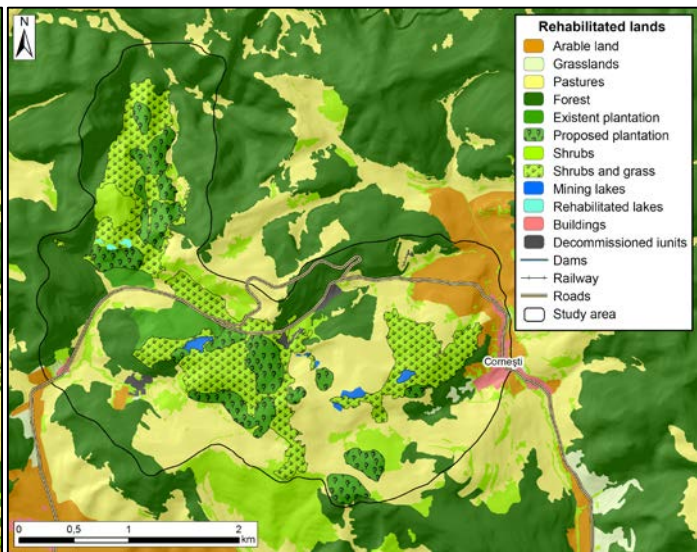 N
Rehabilitated lands
Arable land
Grasslands
Pastures
Forest
Existent plantation
Proposed plantation
Shrubs
Shrubs and grass
Mining lakes
Rehabilitated lakes
Buildings
Decommissioned iunits
Dams
Railway
Roads
Study area
Cornești
0 0,5 1 2
km